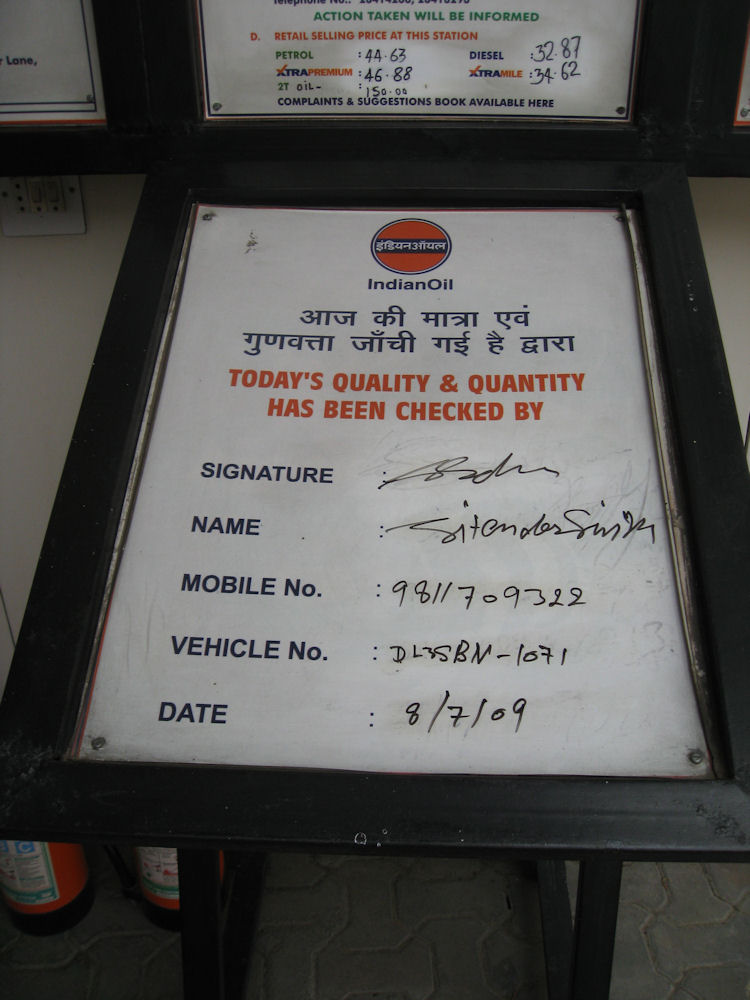 ACTION TAKEN WILL BE INFORMED
D. RETAIL SELLING PRICE AT THIS STATION
PETROL : 44.63 DIESEL : 32.87
XTRAPREMIUM : 46.88 XTRAMILE : 34.62
2T OIL- : 150.00
COMPLAINTS & SUGGESTIONS BOOK AVAILABLE HERE
Lane,
इंडियनऑयल
IndianOil
आज की मात्रा एवं
गुणवत्ता जाँची गई है द्वारा
TODAY'S QUALITY & QUANTITY
HAS BEEN CHECKED BY
SIGNATURE :
NAME : Jitender Singh
MOBILE No. : 9811709322
VEHICLE No. : DL3SBN-1071
DATE : 8/7/09